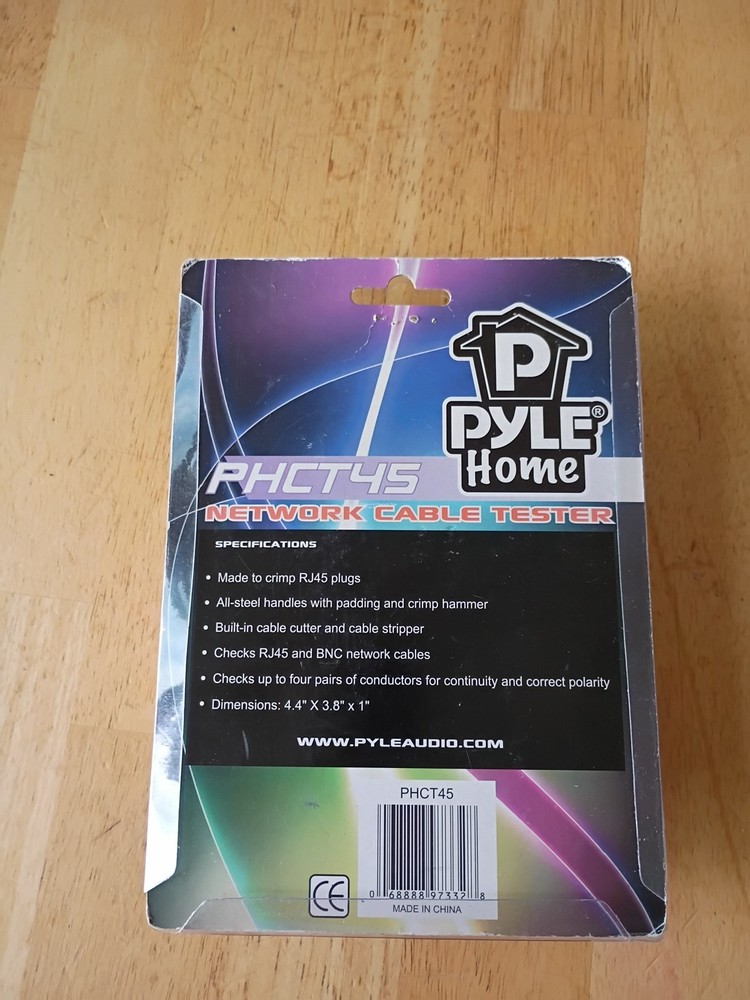 P
PYLE®
Home
PHCT45
NETWORK CABLE TESTER
SPECIFICATIONS
• Made to crimp RJ45 plugs
• All-steel handles with padding and crimp hammer
• Built-in cable cutter and cable stripper
• Checks RJ45 and BNC network cables
• Checks up to four pairs of conductors for continuity and correct polarity
• Dimensions: 4.4" X 3.8" x 1"
WWW.PYLEAUDIO.COM
PHCT45
0 68888 97332 8
CE
MADE IN CHINA